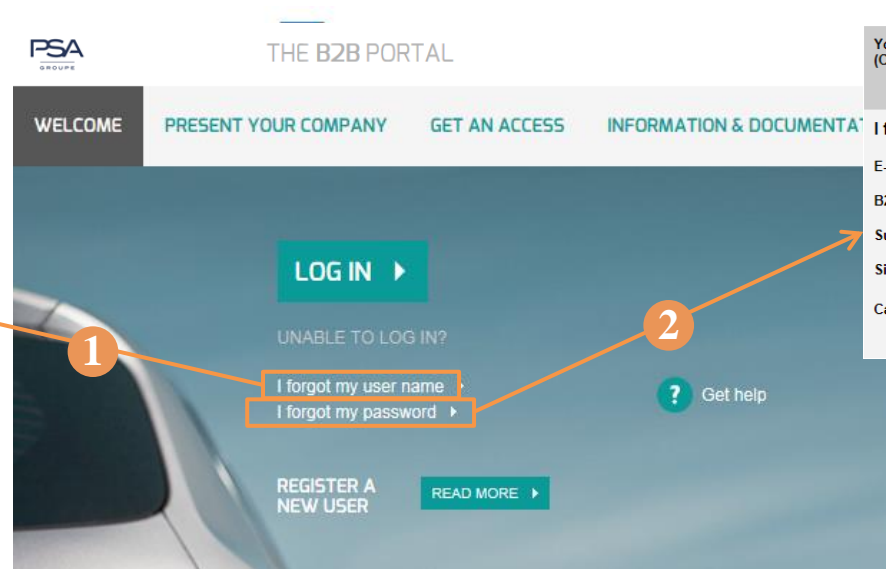 PSA
GROUPE
THE B2B PORTAL
WELCOME
PRESENT YOUR COMPANY
GET AN ACCESS
INFORMATION & DOCUMENTAT
LOG IN
UNABLE TO LOG IN?
1
2
I forgot my user name
I forgot my password
? Get help
REGISTER A
NEW USER
READ MORE